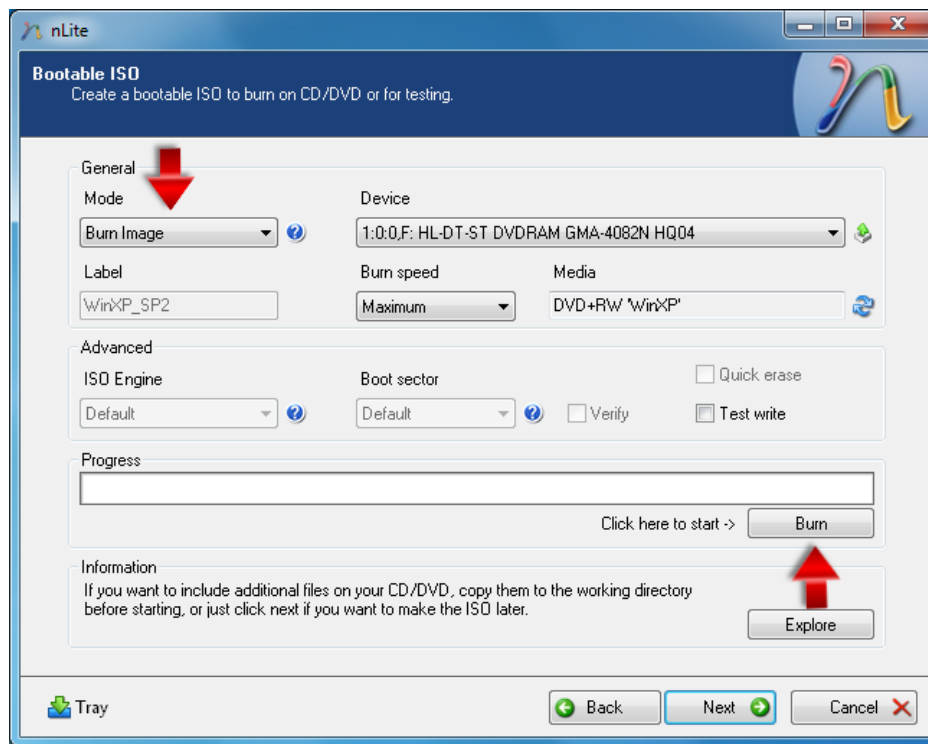 nLite
Bootable ISO
Create a bootable ISO to burn on CD/DVD or for testing.
General
Mode Device
Burn Image 1:0:0,F: HL-DT-ST DVDRAM GMA-4082N HQ04
Label Burn speed Media
WinXP_SP2 Maximum DVD+RW 'WinXP'
Advanced
ISO Engine Boot sector Quick erase
Default Default Verify Test write
Progress
Click here to start -> Burn
Information
If you want to include additional files on your CD/DVD, copy them to the working directory
before starting, or just click next if you want to make the ISO later.
Explore
Tray Back Next Cancel